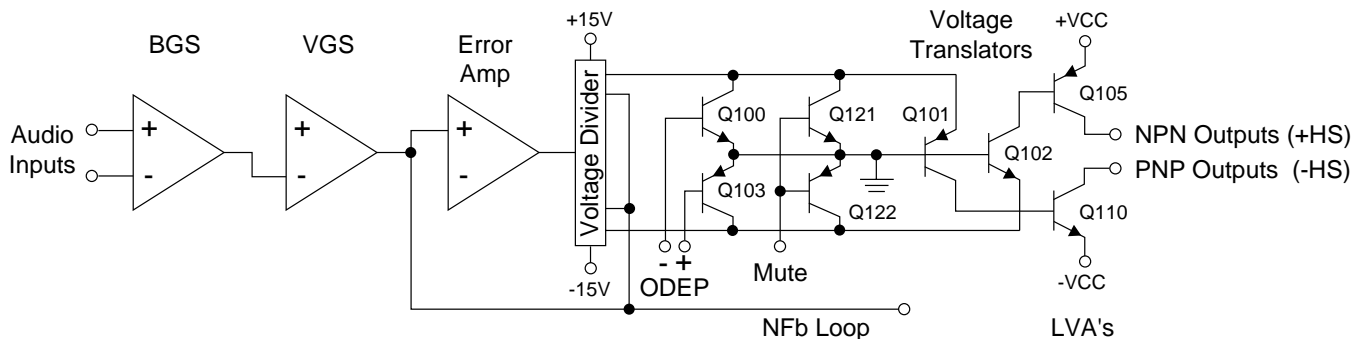 BGS
VGS
Error
Amp
+15V
Voltage
Translators
+VCC
Audio
Inputs
+
-
+
-
+
-
Voltage Divider
Q100
Q121
Q101
Q105
Q102
Q103
Q122
Q110
NPN Outputs (+HS)
PNP Outputs (-HS)
- +
ODEP
Mute
-15V
-VCC
NFb Loop
LVA's